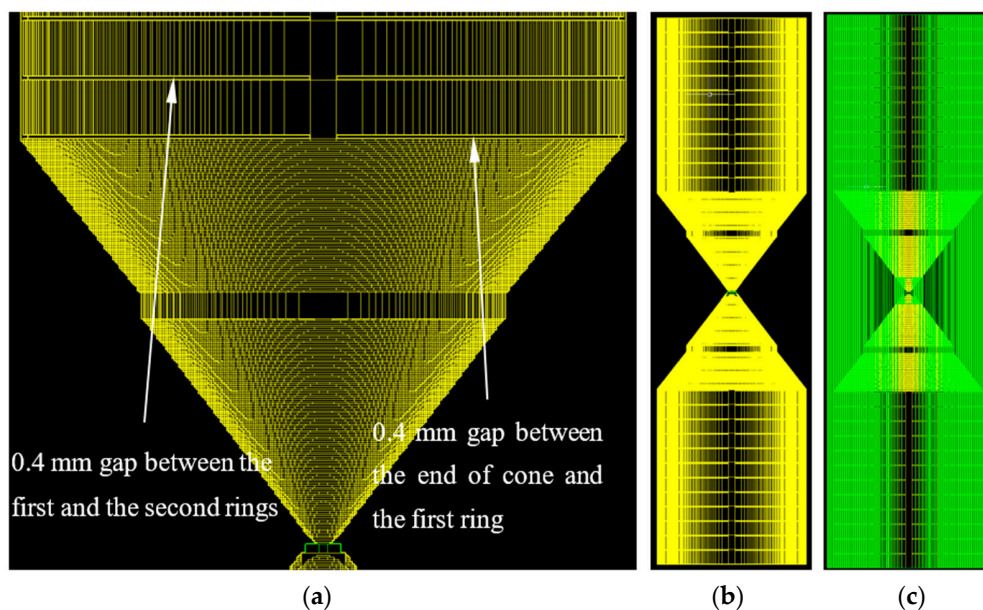 0.4 mm gap between the
first and the second rings
0.4 mm gap between
the end of cone and
the first ring
(a)
(b)
(c)